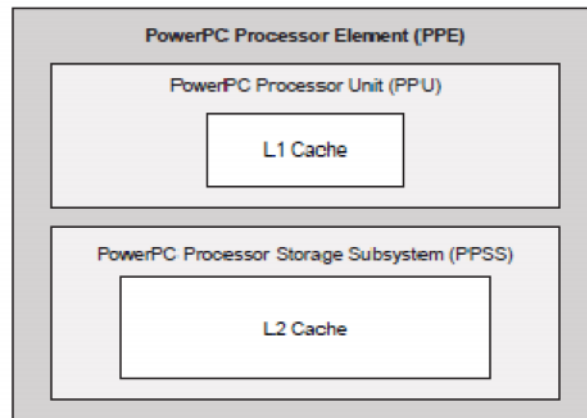 PowerPC Processor Element (PPE)
PowerPC Processor Unit (PPU)
L1 Cache
PowerPC Processor Storage Subsystem (PPSS)
L2 Cache